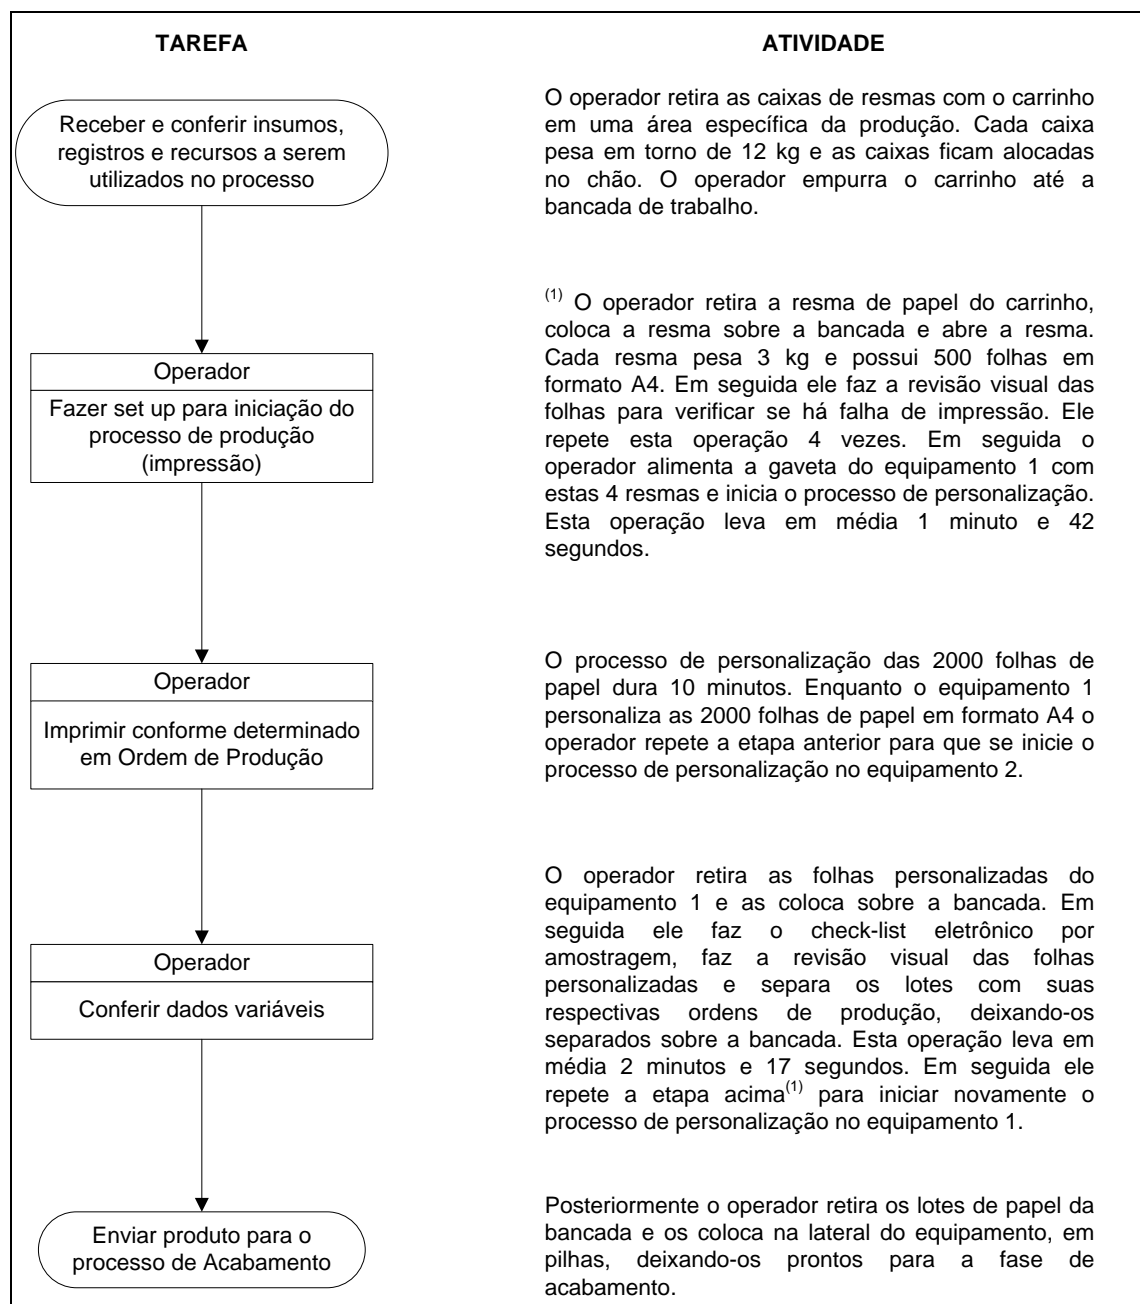 TAREFA
ATIVIDADE
Receber e conferir insumos,
registros e recursos a serem
utilizados no processo
O operador retira as caixas de resmas com o carrinho
em uma área específica da produção. Cada caixa
pesa em torno de 12 kg e as caixas ficam alocadas
no chão. O operador empurra o carrinho até a
bancada de trabalho.
Operador
Fazer set up para iniciação do
processo de produção
(impressão)
(1) O operador retira a resma de papel do carrinho,
coloca a resma sobre a bancada e abre a resma.
Cada resma pesa 3 kg e possui 500 folhas em
formato A4. Em seguida ele faz a revisão visual das
folhas para verificar se há falha de impressão. Ele
repete esta operação 4 vezes. Em seguida o
operador alimenta a gaveta do equipamento 1 com
estas 4 resmas e inicia o processo de personalização.
Esta operação leva em média 1 minuto e 42
segundos.
Operador
Imprimir conforme determinado
em Ordem de Produção
O processo de personalização das 2000 folhas de
papel dura 10 minutos. Enquanto o equipamento 1
personaliza as 2000 folhas de papel em formato A4 o
operador repete a etapa anterior para que se inicie o
processo de personalização no equipamento 2.
Operador
Conferir dados variáveis
O operador retira as folhas personalizadas do
equipamento 1 e as coloca sobre a bancada. Em
seguida ele faz o check-list eletrônico por
amostragem, faz a revisão visual das folhas
personalizadas e separa os lotes com suas
respectivas ordens de produção, deixando-os
separados sobre a bancada. Esta operação leva em
média 2 minutos e 17 segundos. Em seguida ele
repete a etapa acima(1) para iniciar novamente o
processo de personalização no equipamento 1.
Enviar produto para o
processo de Acabamento
Posteriormente o operador retira os lotes de papel da
bancada e os coloca na lateral do equipamento, em
pilhas, deixando-os prontos para a fase de
acabamento.